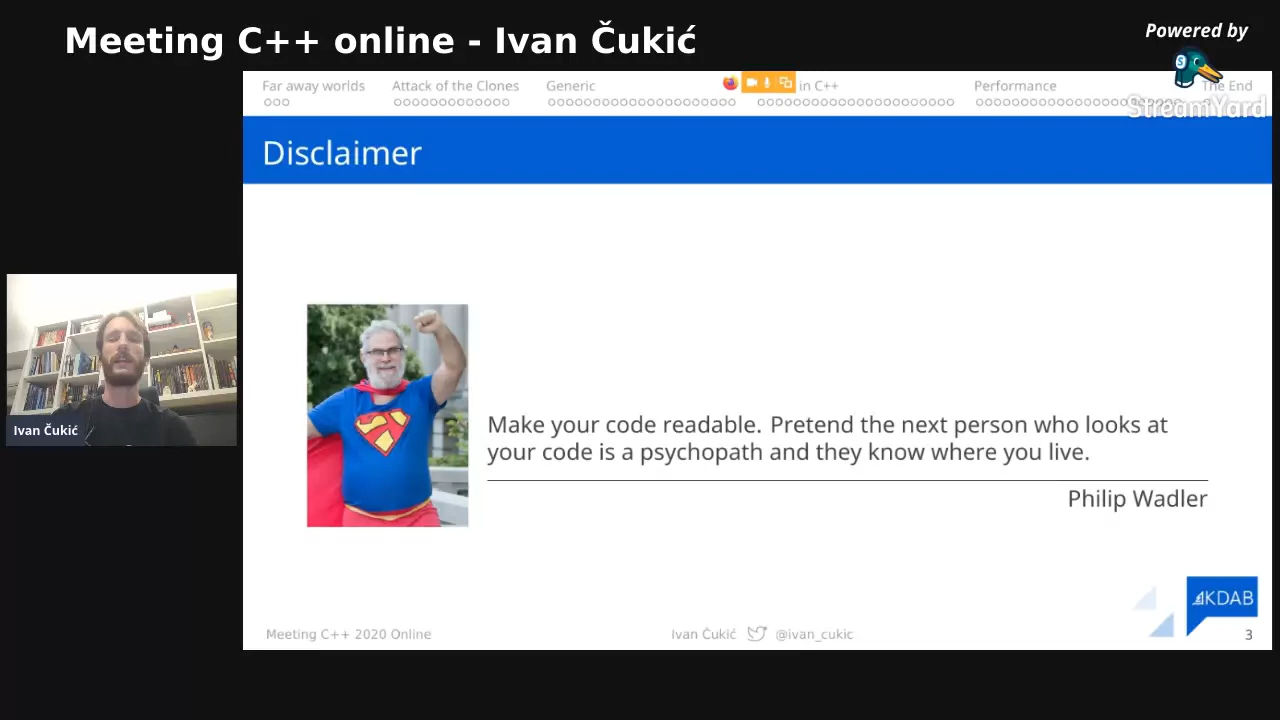 Meeting C++ online - Ivan Čukić
Powered by
StreamYard
Far away worlds
Attack of the Clones
Generic
in C++
Performance
The End
Disclaimer
Make your code readable. Pretend the next person who looks at
your code is a psychopath and they know where you live.
Philip Wadler
Ivan Čukić
KDAB
Meeting C++ 2020 Online
Ivan Čukić
@ivan_cukic
3